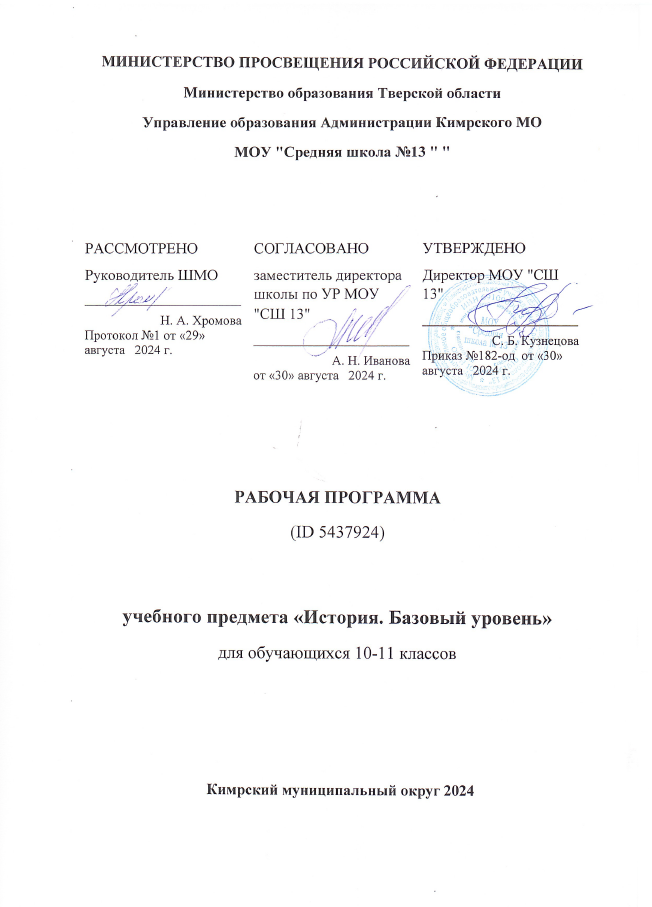 МИНИСТЕРСТВО ПРОСВЕЩЕНИЯ РОССИЙСКОЙ ФЕДЕРАЦИИ
Министерство образования Тверской области
Управление образования Администрации Кимрского МО
МОУ "Средняя школа №13 " "
РАССМОТРЕНО
Руководитель ШМО
Н. А. Хромова
Протокол №1 от «29»
августа 2024 г.
СОГЛАСОВАНО
заместитель директора
школы по УР МОУ
"СШ 13"
А. Н. Иванова
от «30» августа 2024 г.
УТВЕРЖДЕНО
Директор МОУ "СШ
13"
С. Б. Кузнецова
Приказ №182-од от «30»
августа 2024 г.
РАБОЧАЯ ПРОГРАММА
(ID 5437924)
учебного предмета «История. Базовый уровень»
для обучающихся 10-11 классов
Кимрский муниципальный округ 2024